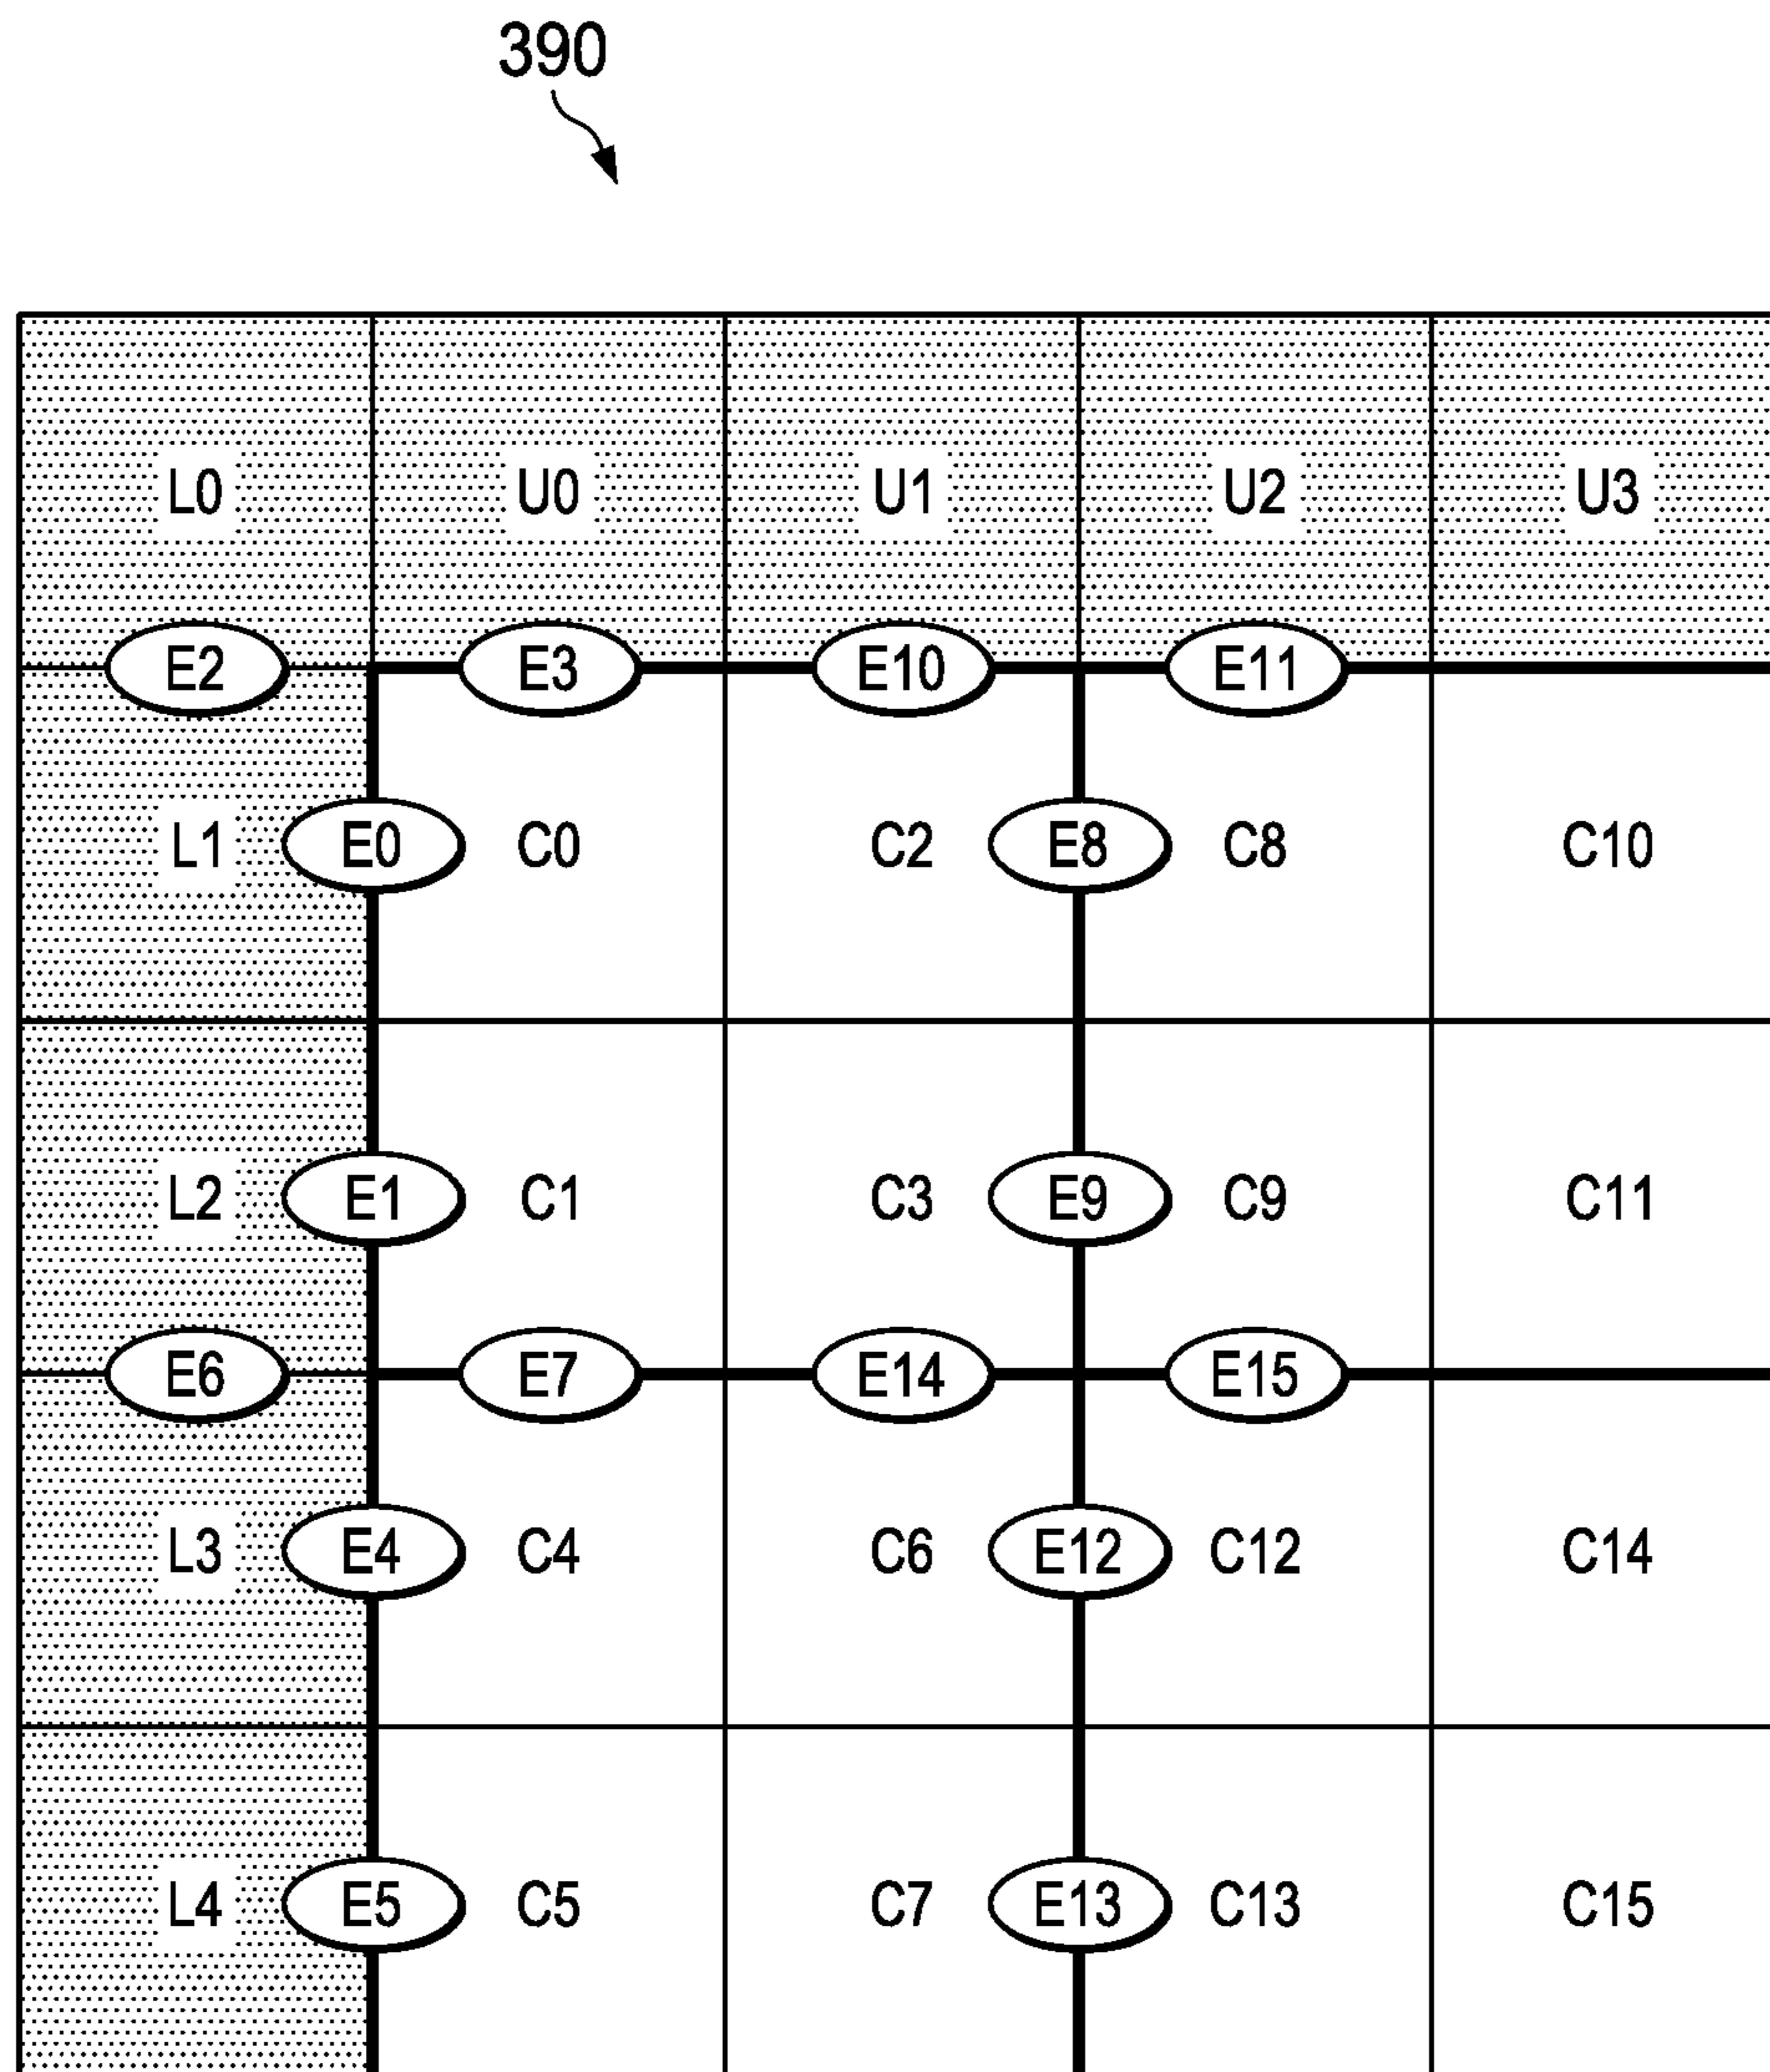 390
L0 U0 U1 U2 U3
E2 E3 E10 E11
L1 E0 C0 C2 E8 C8 C10
L2 E1 C1 C3 E9 C9 C11
E6 E7 E14 E15
L3 E4 C4 C6 E12 C12 C14
L4 E5 C5 C7 E13 C13 C15